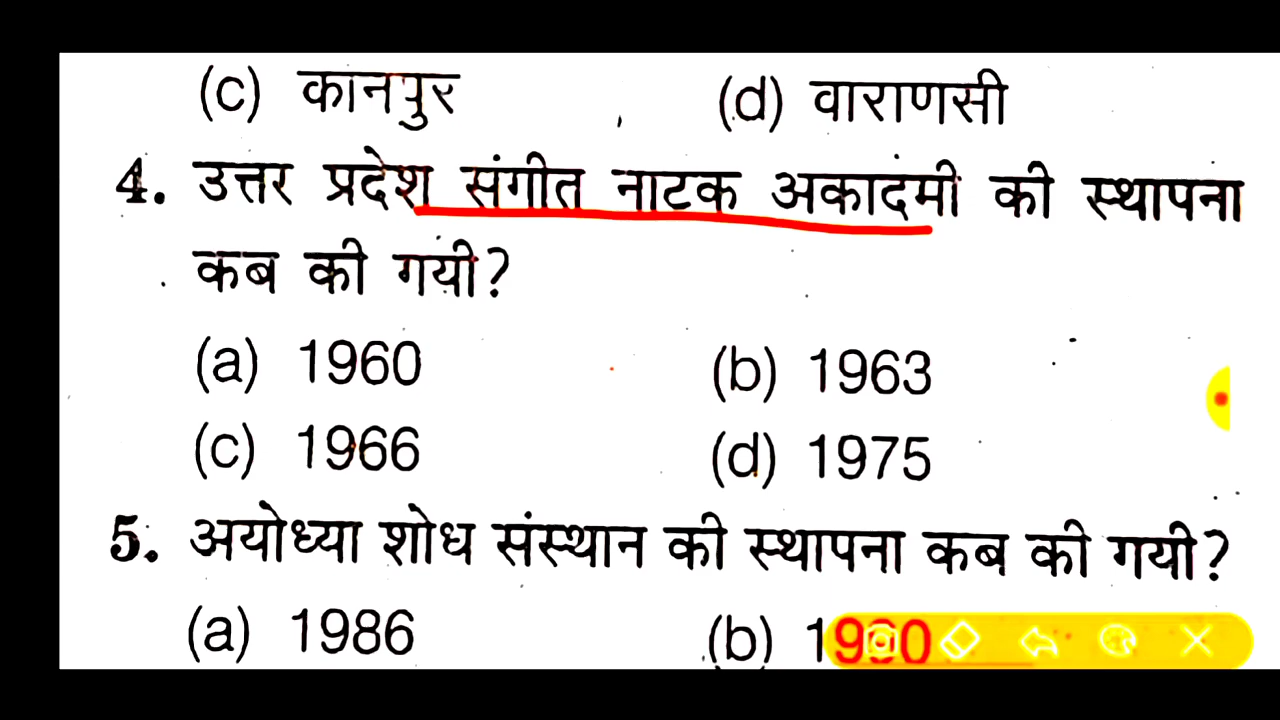 (c) कानपुर (d) वाराणसी
4. उत्तर प्रदेश संगीत नाटक अकादंमी की स्थापना
कब की गयी?
(a) 1960 (b) 1963
(c) 1966 (d) 1975
5. अयोध्या शोध संस्थान की स्थापना कब की गयी?
(a) 1986 (b)